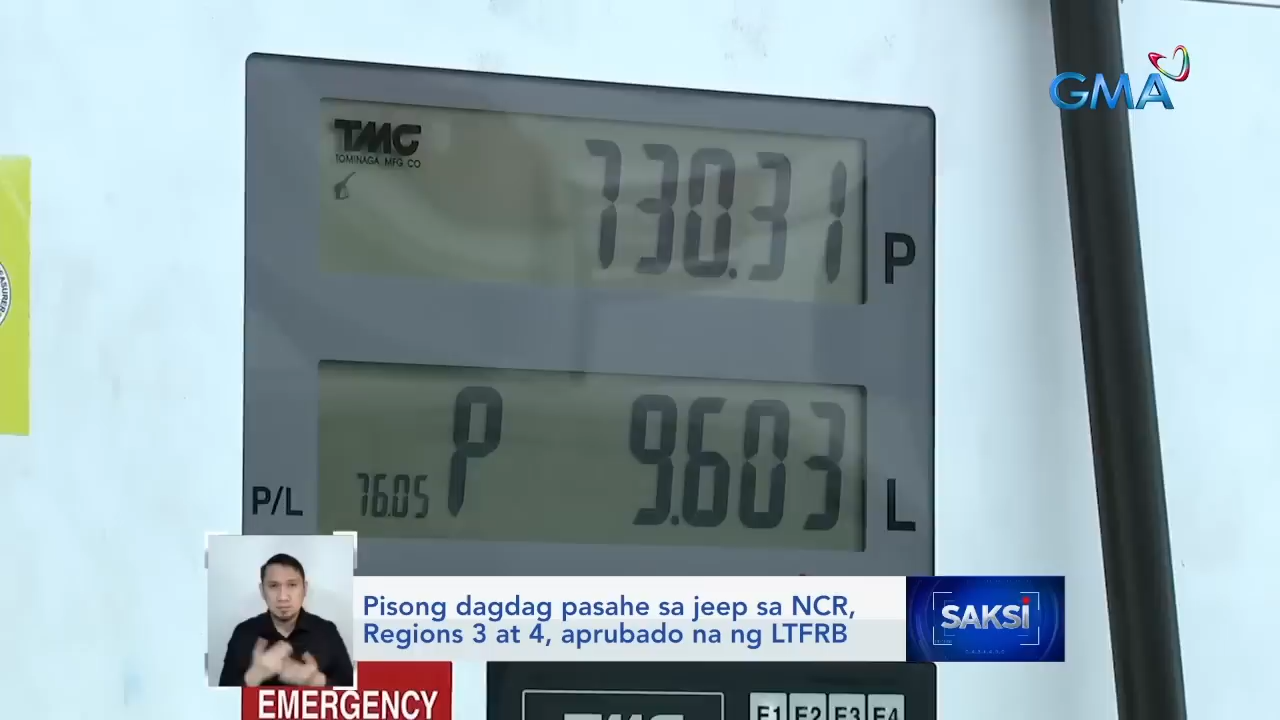 GMA
TMC
TOMINAGA MFG CO
730.31
P
P/L
76.05
P
9.603
L
Pisong dagdag pasahe sa jeep sa NCR,
Regions 3 at 4, aprubado na ng LTFRB
SAKSI
EMERGENCY
TMC
F1 F2 F3 F4